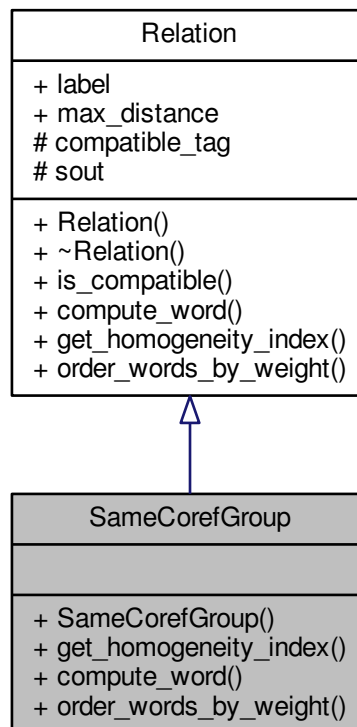 Relation
+ label
+ max_distance
# compatible_tag
# sout
+ Relation()
+ ~Relation()
+ is_compatible()
+ compute_word()
+ get_homogeneity_index()
+ order_words_by_weight()
SameCorefGroup
+ SameCorefGroup()
+ get_homogeneity_index()
+ compute_word()
+ order_words_by_weight()